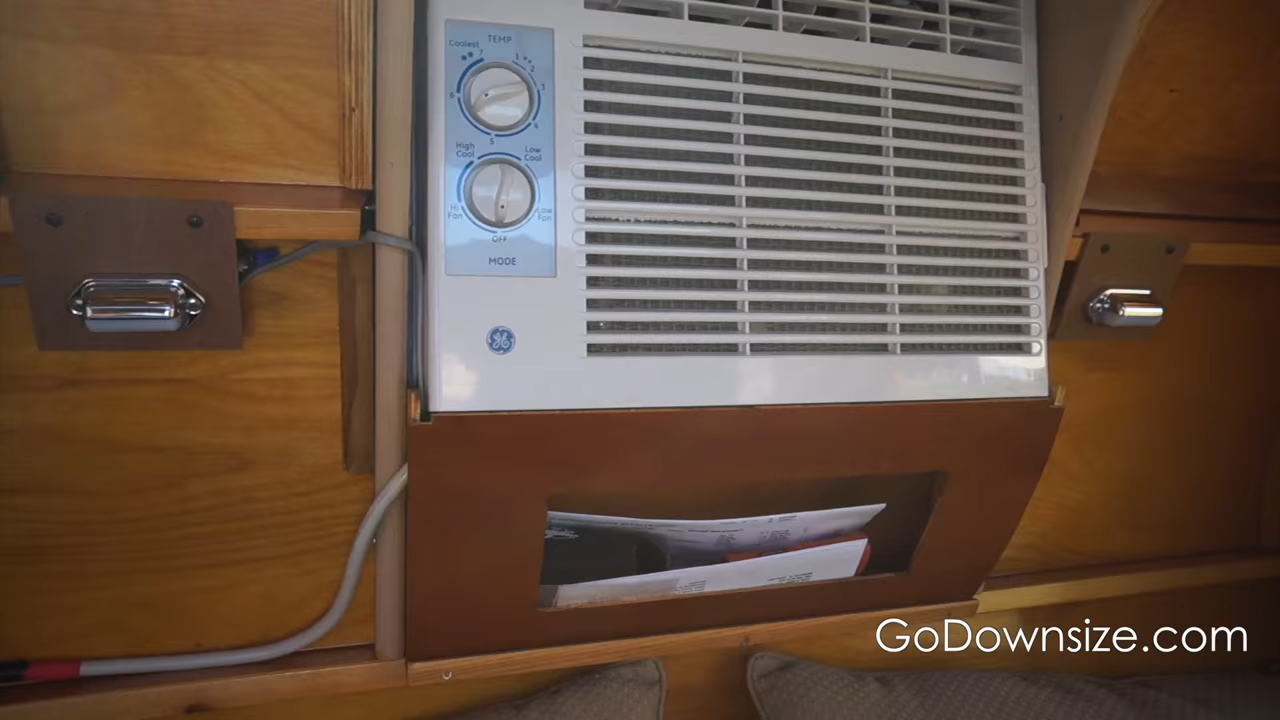 TEMP
Coolest
7
1
2
6
3
5
4
High
Cool
Low
Cool
Hi
Fan
Low
Fan
OFF
MODE
GE
GoDownsize.com